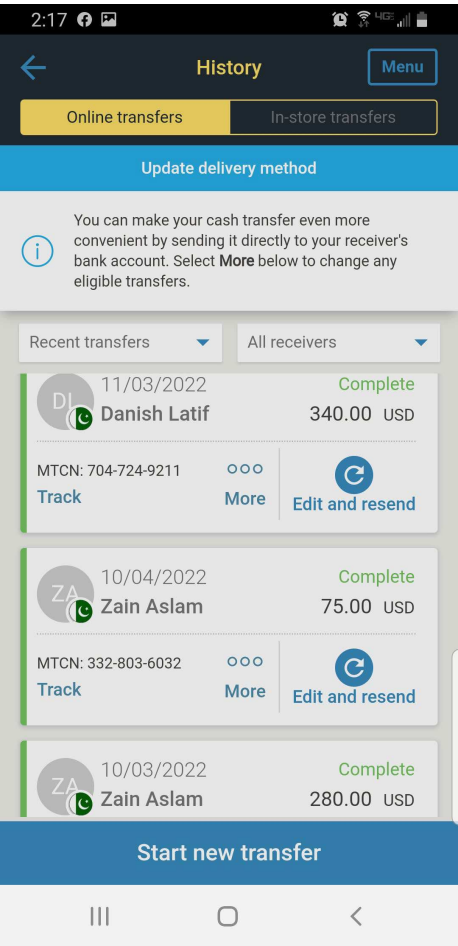 2:17
4GE
History
Menu
Online transfers
In-store transfers
Update delivery method
You can make your cash transfer even more
convenient by sending it directly to your receiver's
bank account. Select More below to change any
eligible transfers.
Recent transfers
All receivers
DL
11/03/2022
Complete
Danish Latif
340.00 USD
MTCN: 704-724-9211
Track
More
Edit and resend
ZA
10/04/2022
Complete
Zain Aslam
75.00 USD
MTCN: 332-803-6032
Track
More
Edit and resend
ZA
10/03/2022
Complete
Zain Aslam
280.00 USD
Start new transfer